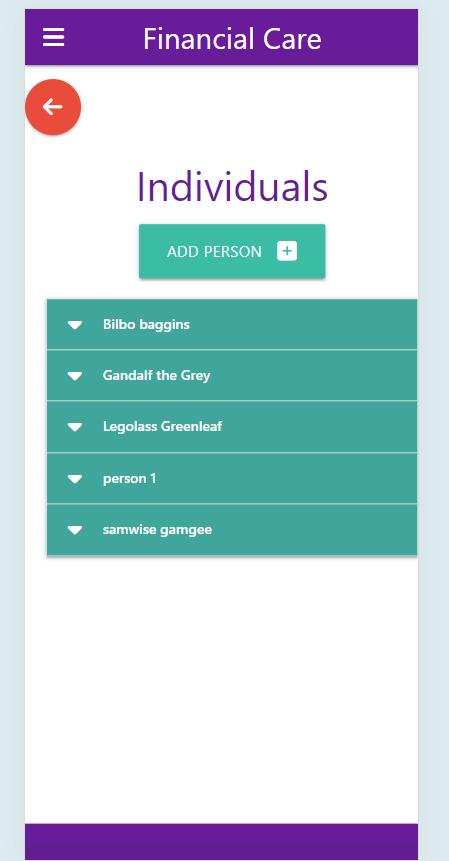 Financial Care
Individuals
ADD PERSON
Bilbo baggins
Gandalf the Grey
Legolass Greenleaf
person 1
samwise gamgee